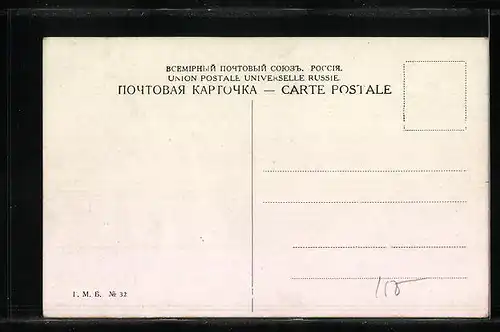 ВСЕМІРНЫЙ ПОЧТОВЫЙ СОЮЗЪ. РОССІЯ.
UNION POSTALE UNIVERSELLE RUSSIE.
ПОЧТОВАЯ КАРТОЧКА — CARTE POSTALE
Г. М. Б. № 32